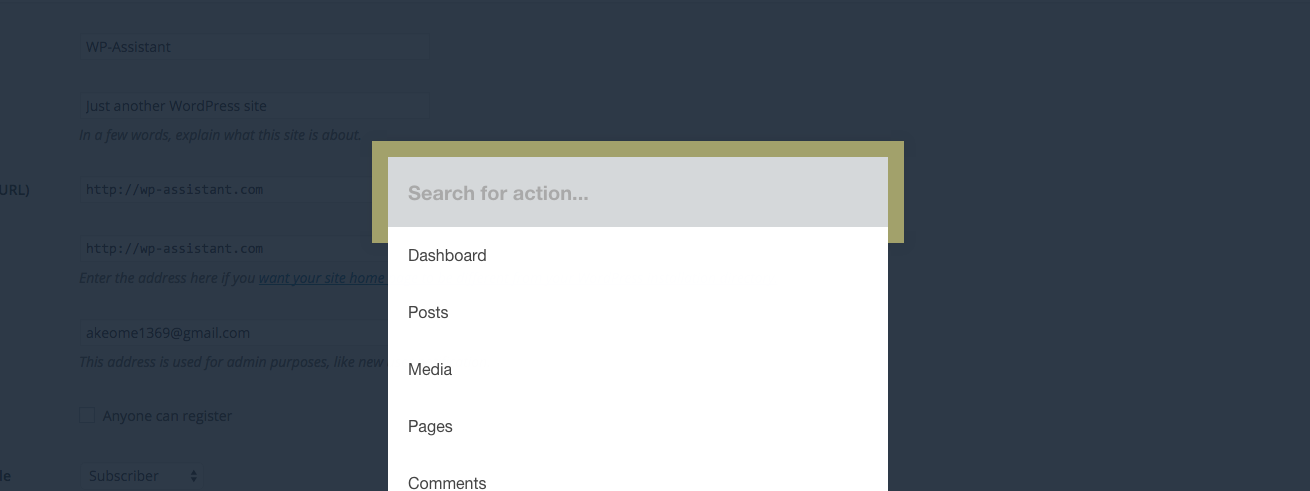 WP-Assistant
Just another WordPress site
In a few words, explain what this site is about.
URL)
http://wp-assistant.com
http://wp-assistant.com
Enter the address here if you want your site home
akeome1369@gmail.com
This address is used for admin purposes, like new
Anyone can register
le
Subscriber
Search for action...
Dashboard
Posts
Media
Pages
Comments